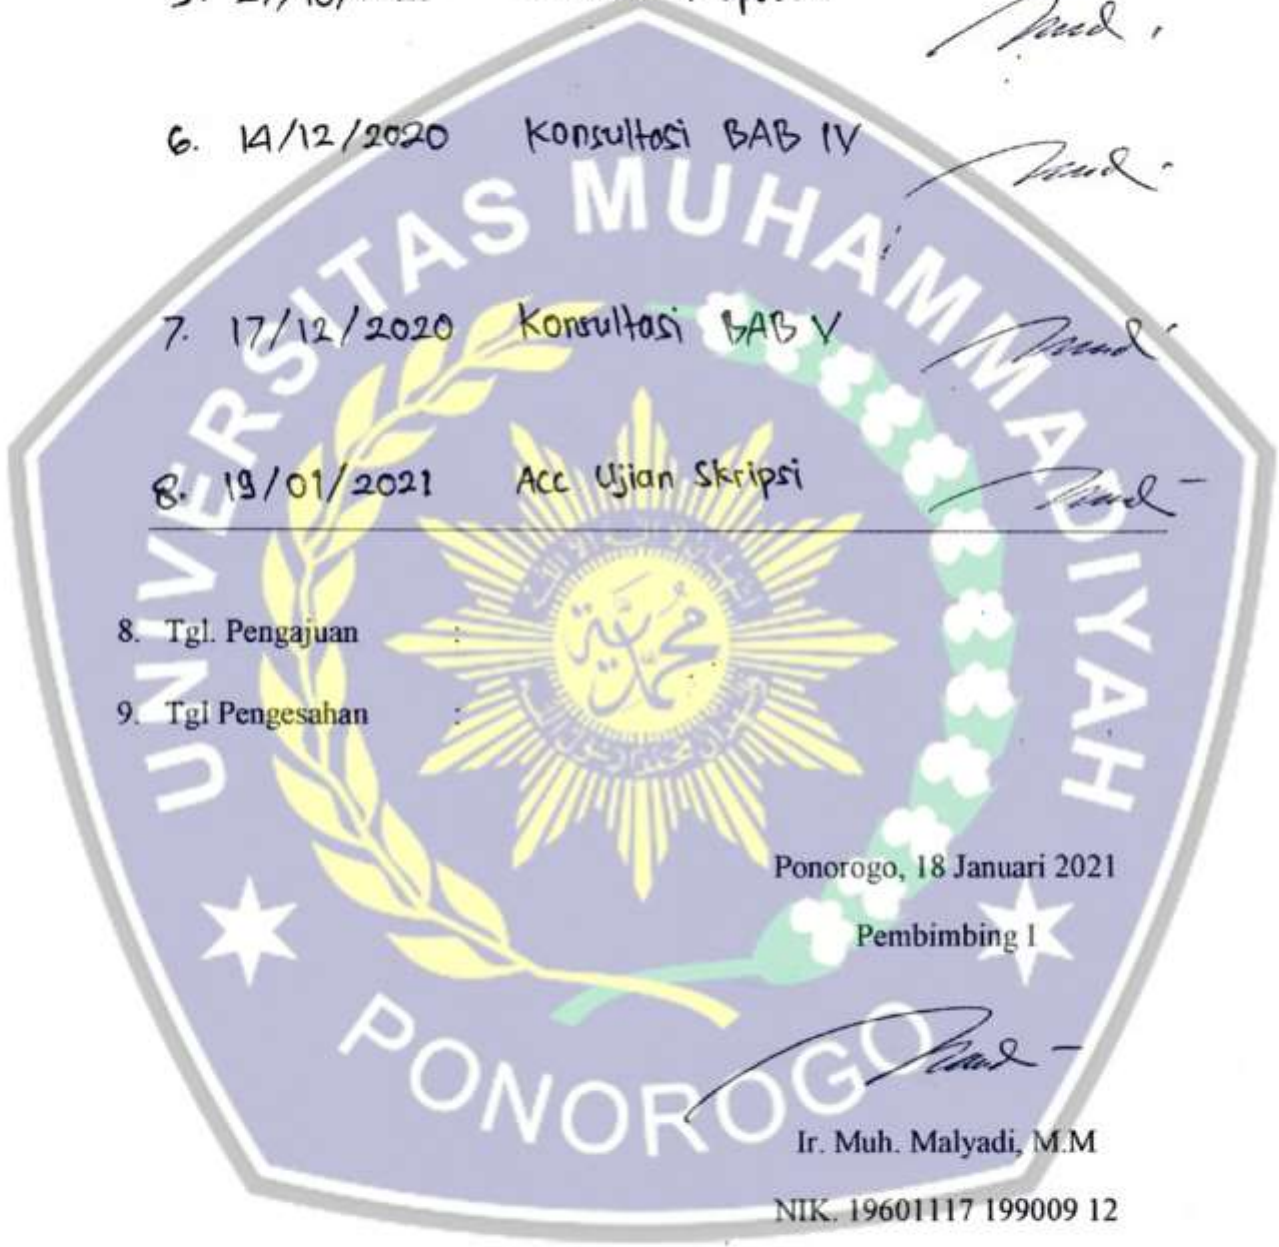 6. 14/12/2020 Konsultasi BAB IV
7. 17/12/2020 Konsultasi BAB V
8. 19/01/2021 Acc Ujian Skripsi
8. Tgl. Pengajuan :
9. Tgl Pengesahan :
Ponorogo, 18 Januari 2021
Pembimbing I
Ir. Muh. Malyadi, M.M
NIK. 19601117 199009 12
UNIVERSITAS MUHAMMADIYAH
PONOROGO
محمدية